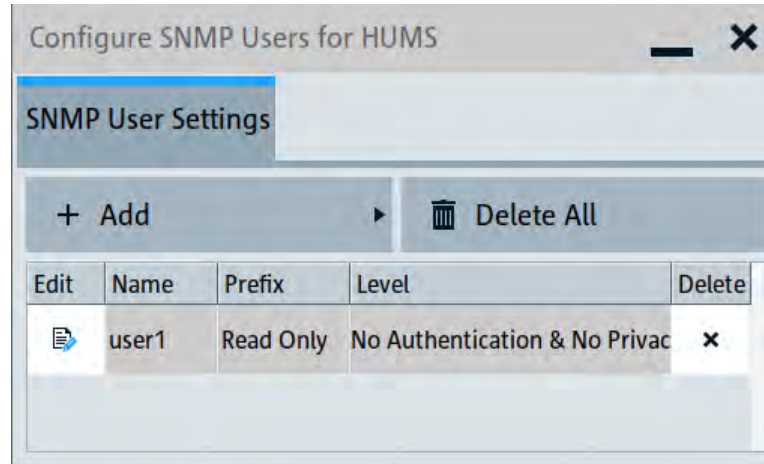 Configure SNMP Users for HUMS
SNMP User Settings
+ Add Delete All
Edit Name Prefix Level Delete
user1 Read Only No Authentication & No Privac